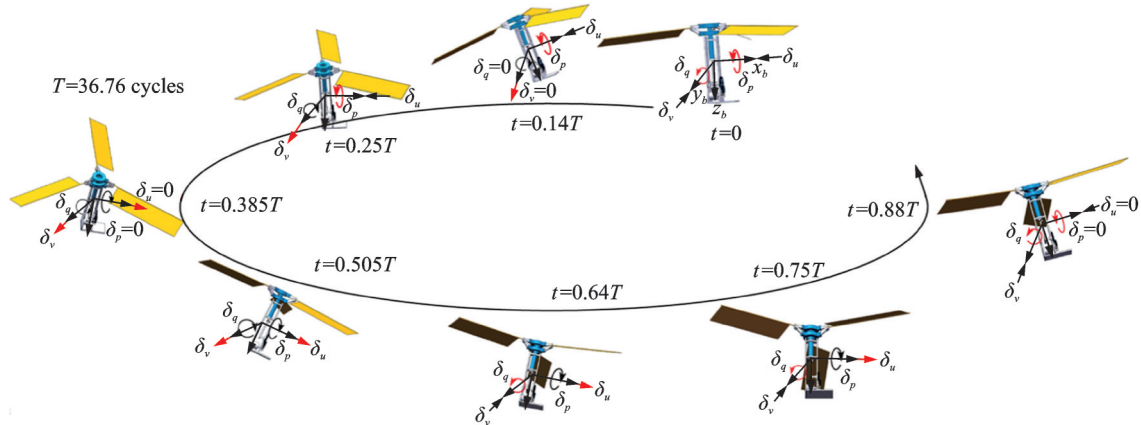 T=36.76 cycles
δq=0
δv=0
δp
δu
t=0.14T
δq
yb
δv
xb
δp
zb
δu
t=0
δq
δv
δp
δu
t=0.25T
δq
δv
δu=0
δp=0
t=0.385T
δq
δv
δp
δu
t=0.505T
δq
δv
δp
δu
t=0.64T
δq
δv
δp
δu
t=0.75T
δq
δv
δu=0
δp=0
t=0.88T